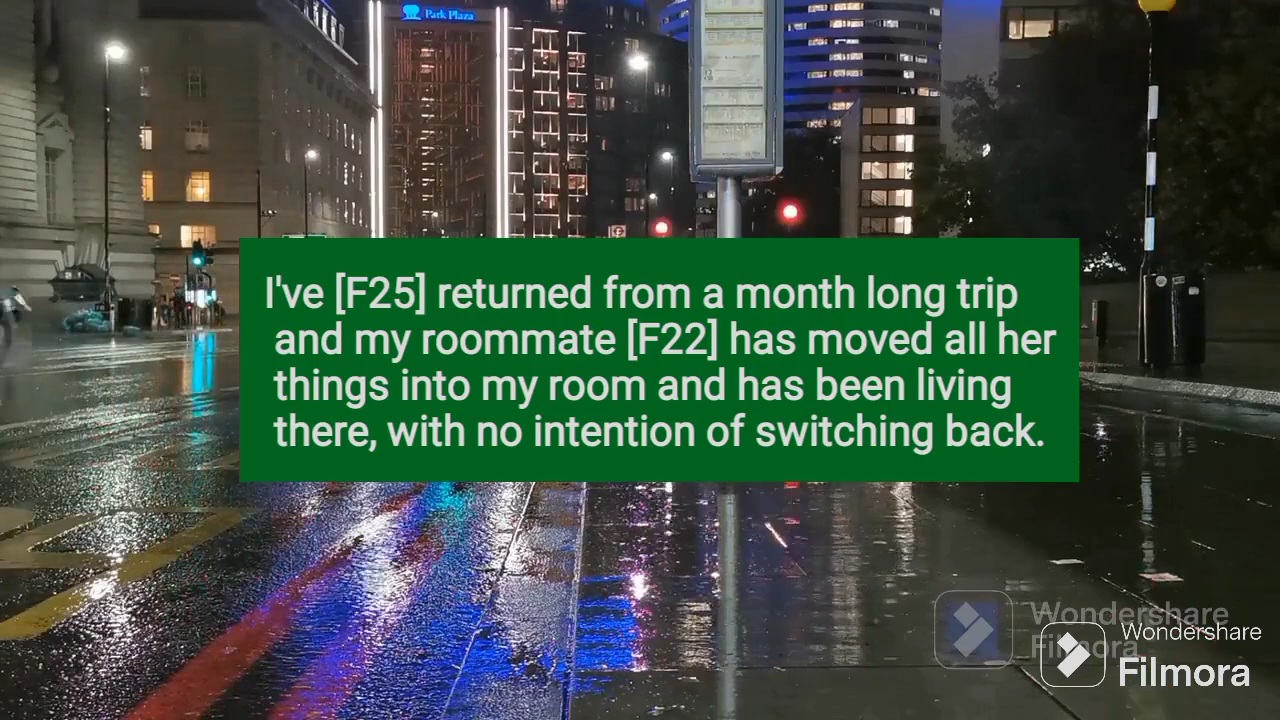 Park Plaza
I've [F25] returned from a month long trip
and my roommate [F22] has moved all her
things into my room and has been living
there, with no intention of switching back.
Wondershare
Filmora
Wondershare
Filmora